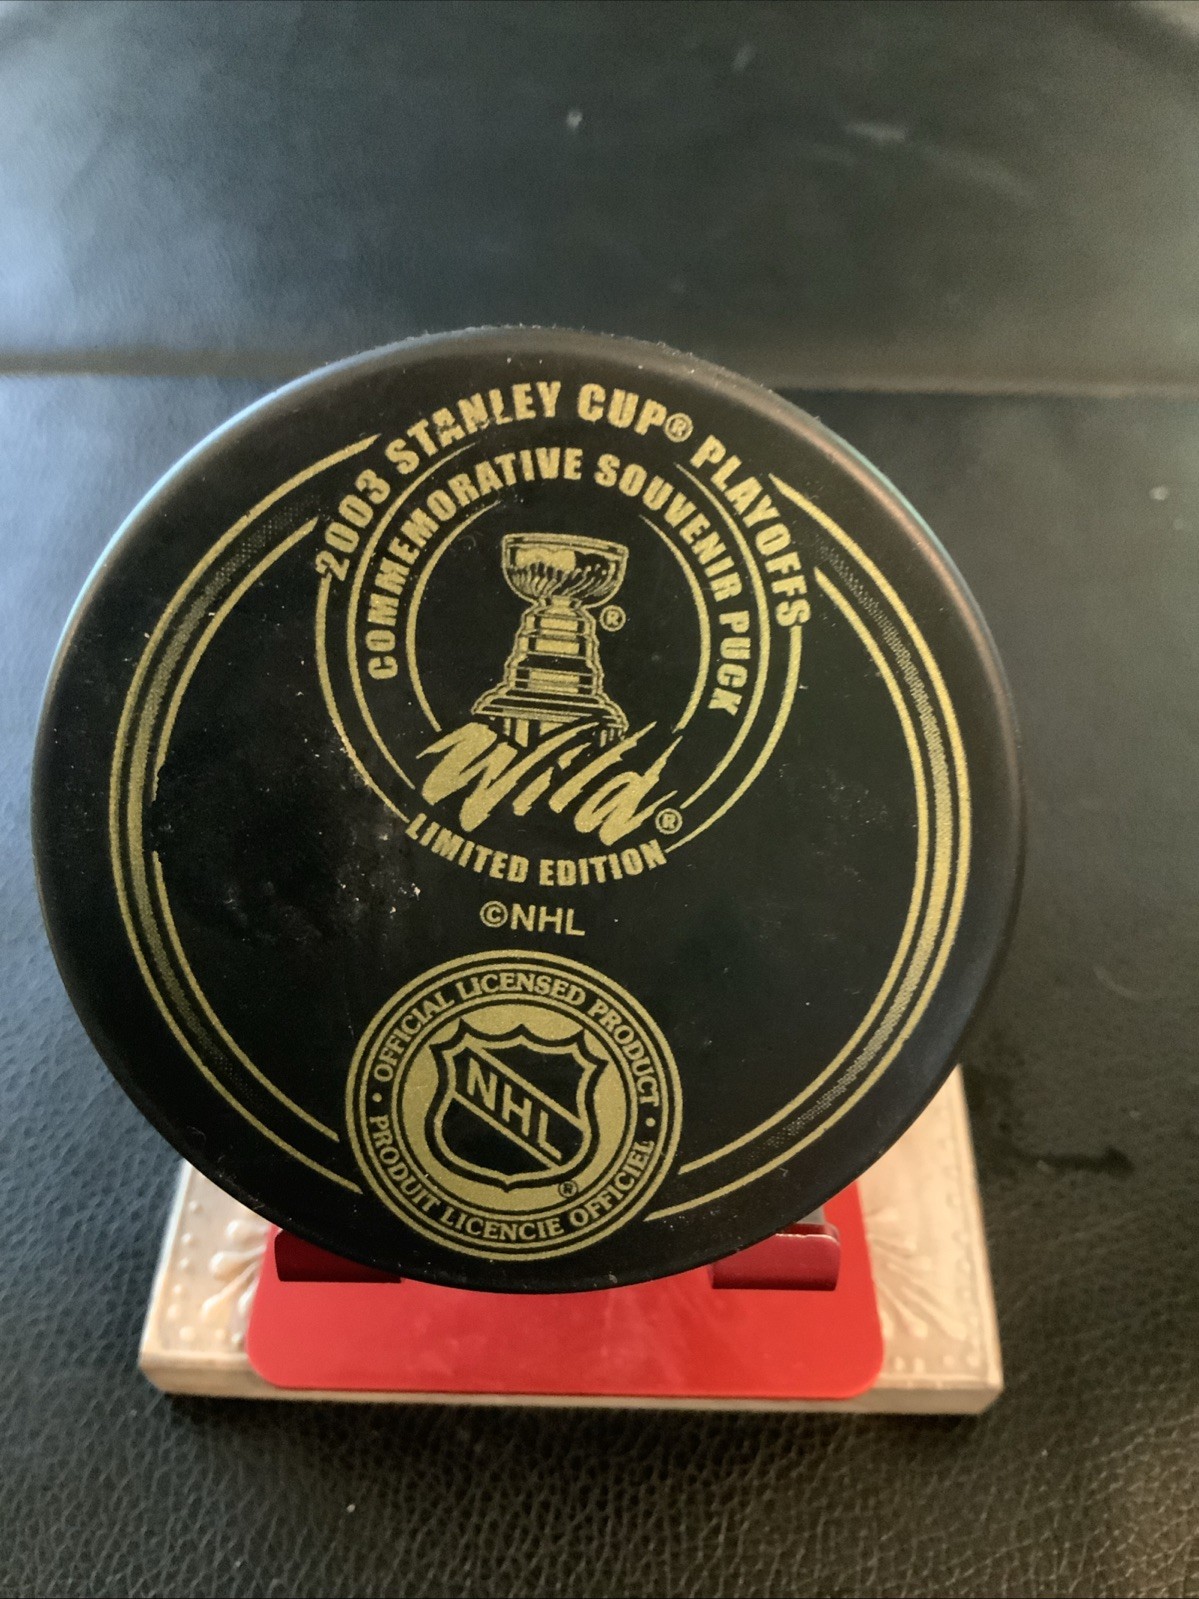 2003 STANLEY CUP® PLAYOFFS
COMMEMORATIVE SOUVENIR PUCK
®
Wild®
LIMITED EDITION
©NHL
• OFFICIAL LICENSED PRODUCT •
NHL
®
PRODUIT LICENCIE OFFICIEL